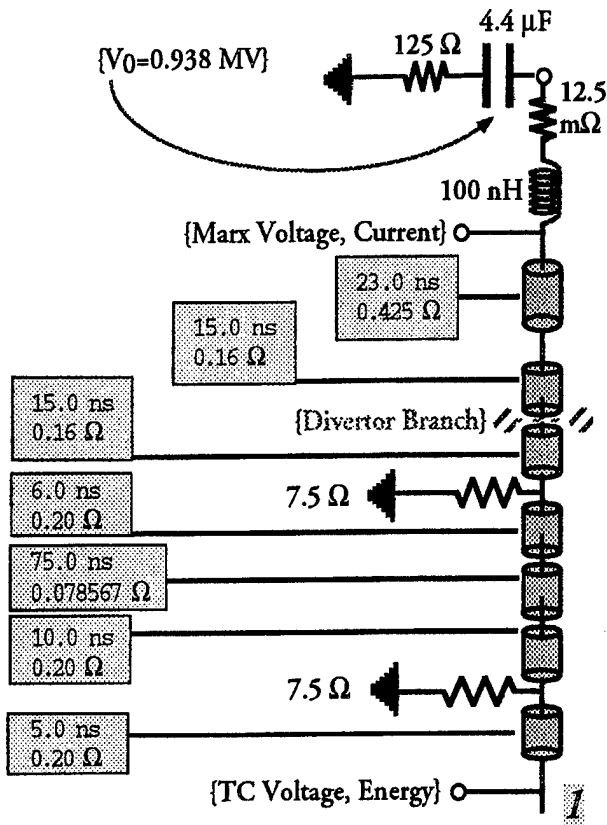 4.4 µF
125 Ω
{V0=0.938 MV}
12.5
mΩ
100 nH
{Marx Voltage, Current}
23.0 ns
0.425 Ω
15.0 ns
0.16 Ω
15.0 ns
0.16 Ω
{Divertor Branch}
7.5 Ω
6.0 ns
0.20 Ω
75.0 ns
0.078567 Ω
10.0 ns
0.20 Ω
7.5 Ω
5.0 ns
0.20 Ω
{TC Voltage, Energy}
1